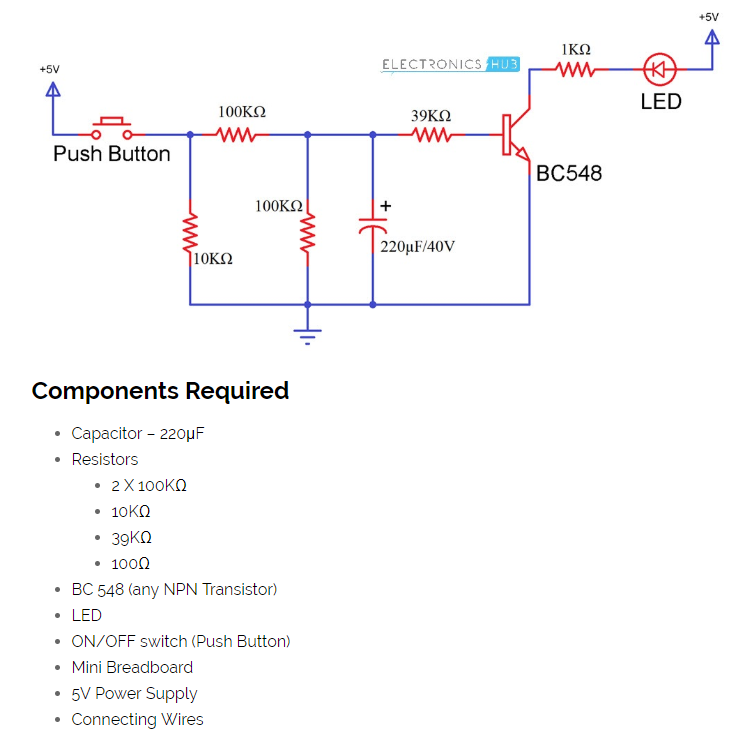 +5V
ELECTRONICS HUB
1KΩ
+5V
LED
100KΩ
39KΩ
Push Button
BC548
100KΩ
+
220µF/40V
10KΩ
Components Required
• Capacitor – 220µF
• Resistors
• 2 X 100KΩ
• 10KΩ
• 39KΩ
• 100Ω
• BC 548 (any NPN Transistor)
• LED
• ON/OFF switch (Push Button)
• Mini Breadboard
• 5V Power Supply
• Connecting Wires